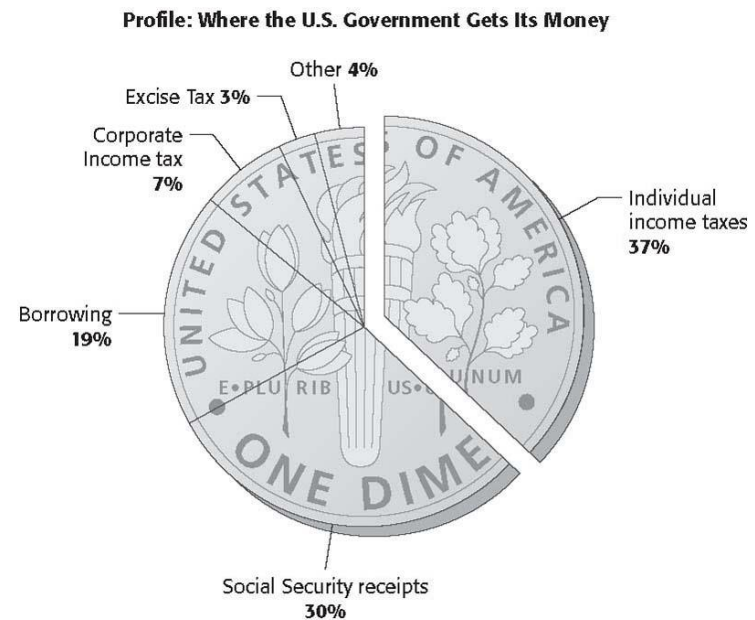 Profile: Where the U.S. Government Gets Its Money
Other 4%
Excise Tax 3%
Corporate
Income tax
7%
Individual
income taxes
37%
Borrowing
19%
UNITED STATES OF AMERICA
E•PLU RIB US• UNUM
ONE DIME
Social Security receipts
30%